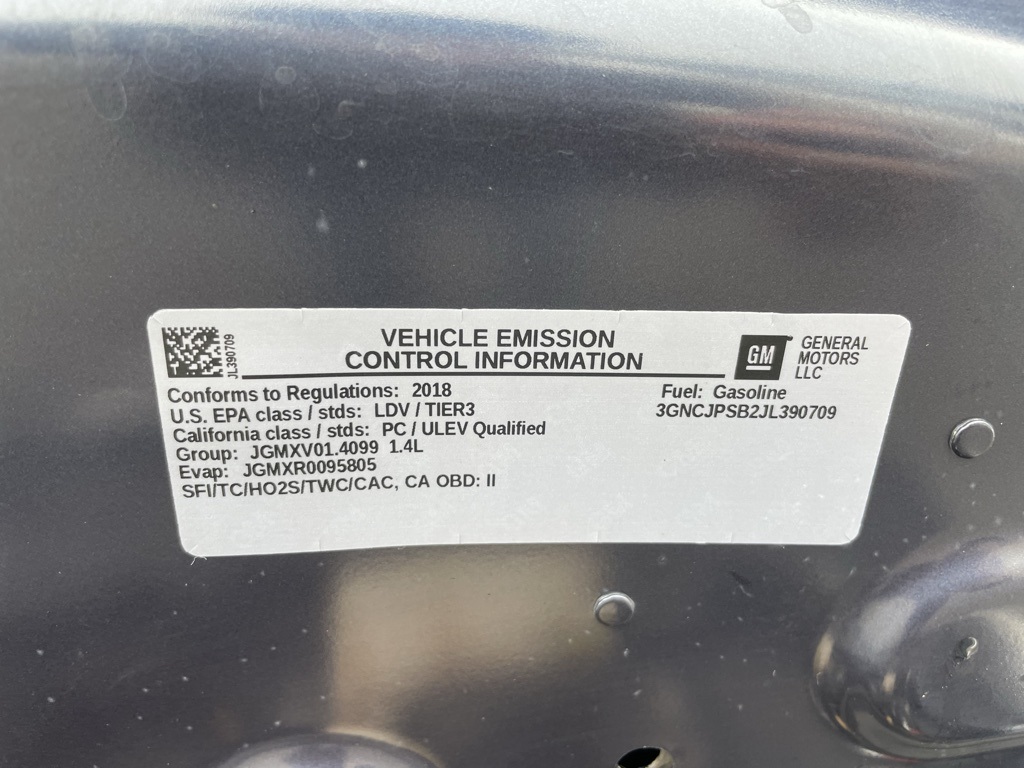 JL390709
VEHICLE EMISSION
CONTROL INFORMATION
GM
GENERAL
MOTORS
LLC
Conforms to Regulations: 2018
U.S. EPA class / stds: LDV / TIER3
California class / stds: PC / ULEV Qualified
Group: JGMXV01.4099 1.4L
Evap: JGMXR0095805
SFI/TC/HO2S/TWC/CAC, CA OBD: II
Fuel: Gasoline
3GNCJPSB2JL390709